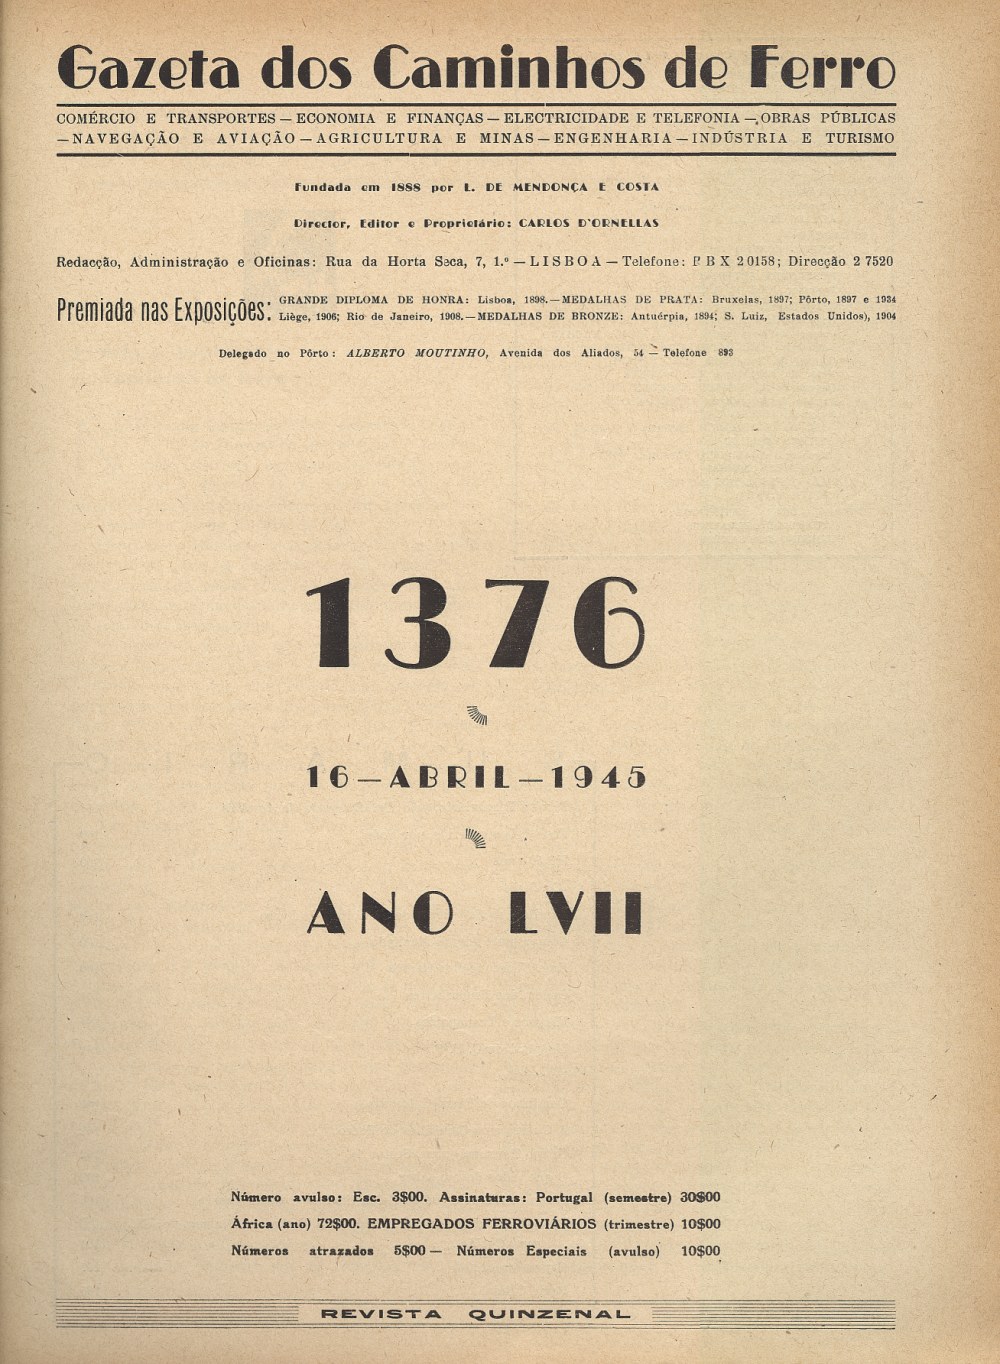 Gazeta dos Caminhos de Ferro
COMÉRCIO E TRANSPORTES — ECONOMIA E FINANÇAS — ELECTRICIDADE E TELEFONIA — OBRAS PÚBLICAS
— NAVEGAÇÃO E AVIAÇÃO — AGRICULTURA E MINAS — ENGENHARIA — INDÚSTRIA E TURISMO
Fundada em 1888 por L. DE MENDONÇA E COSTA
Director, Editor e Proprietário: CARLOS D'ORNELLAS
Redacção, Administração e Oficinas: Rua da Horta Seca, 7, 1.º — LISBOA — Telefone: P B X 2 0158; Direcção 2 7520
Premiada nas Exposições:
GRANDE DIPLOMA DE HONRA: Lisboa, 1898. — MEDALHAS DE PRATA: Bruxelas, 1897; Pôrto, 1897 e 1934
Liège, 1906; Rio de Janeiro, 1908. — MEDALHAS DE BRONZE: Antuérpia, 1894; S. Luiz, Estados Unidos), 1904
Delegado no Pôrto: ALBERTO MOUTINHO, Avenida dos Aliados, 54 — Telefone 893
1376
16 — ABRIL — 1945
ANO LVII
Número avulso: Esc. 3$00. Assinaturas: Portugal (semestre) 30$00
África (ano) 72$00. EMPREGADOS FERROVIÁRIOS (trimestre) 10$00
Números atrazados 5$00 — Números Especiais (avulso) 10$00
REVISTA QUINZENAL